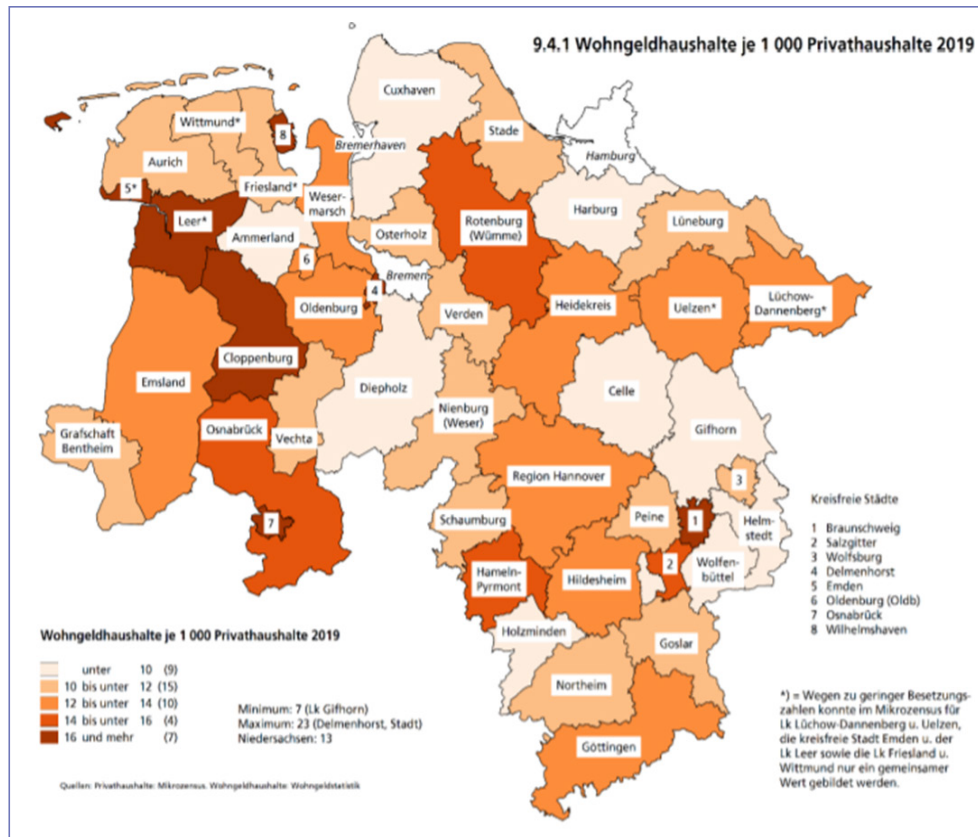 9.4.1 Wohngeldhaushalte je 1 000 Privathaushalte 2019
Cuxhaven
Wittmund*
8
Stade
Bremerhaven
Hamburg
Aurich
5*
Friesland*
Weser-
marsch
Harburg
Leer*
Rotenburg
(Wümme)
Lüneburg
Ammerland
Osterholz
6
Bremen
4
Oldenburg
Verden
Heidekreis
Uelzen*
Lüchow-
Dannenberg*
Cloppenburg
Emsland
Diepholz
Celle
Nienburg
(Weser)
Gifhorn
Grafschaft
Bentheim
Osnabrück
Vechta
Region Hannover
3
7
Schaumburg
Peine
1
Helm-
stedt
2
Wolfen-
büttel
Hameln-
Pyrmont
Hildesheim
Holzminden
Goslar
Northeim
Göttingen
Kreisfreie Städte
1 Braunschweig
2 Salzgitter
3 Wolfsburg
4 Delmenhorst
5 Emden
6 Oldenburg (Oldb)
7 Osnabrück
8 Wilhelmshaven
Wohngeldhaushalte je 1 000 Privathaushalte 2019
unter 10 (9)
10 bis unter 12 (15)
12 bis unter 14 (10)
14 bis unter 16 (4)
16 und mehr (7)
Minimum: 7 (Lk Gifhorn)
Maximum: 23 (Delmenhorst, Stadt)
Niedersachsen: 13
*) = Wegen zu geringer Besetzungs-
zahlen konnte im Mikrozensus für
Lk Lüchow-Dannenberg u. Uelzen,
die kreisfreie Stadt Emden u. der
Lk Leer sowie die Lk Friesland u.
Wittmund nur ein gemeinsamer
Wert gebildet werden.
Quellen: Privathaushalte: Mikrozensus. Wohngeldhaushalte: Wohngeldstatistik